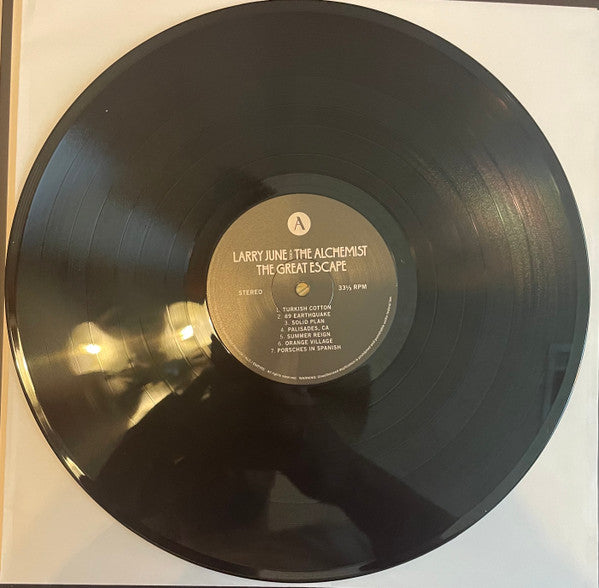 A
LARRY JUNE AND THE ALCHEMIST
THE GREAT ESCAPE
STEREO 33⅓ RPM
1. TURKISH COTTON
2. 89 EARTHQUAKE
3. SOLID PLAN
4. PALISADES, CA
5. SUMMER REIGN
6. ORANGE VILLAGE
7. PORSCHES IN SPANISH